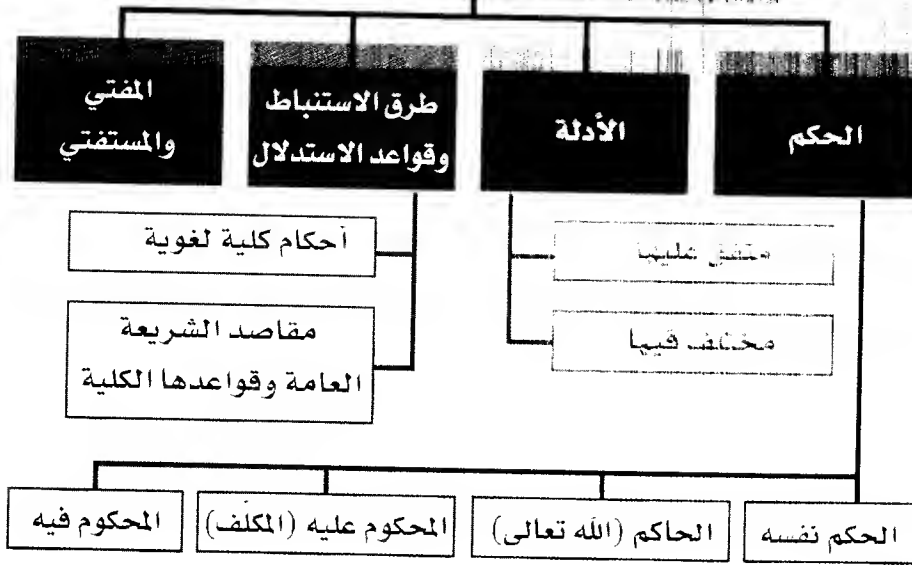 الحكم
الأدلة
طرق الاستنباط
وقواعد الاستدلال
المفتي
والمستفتي
متفق عليها
مختلف فيها
أحكام كلية لغوية
مقاصد الشريعة
العامة وقواعدها الكلية
الحكم نفسه
الحاكم (الله تعالى)
المحكوم عليه (المكلف)
المحكوم فيه